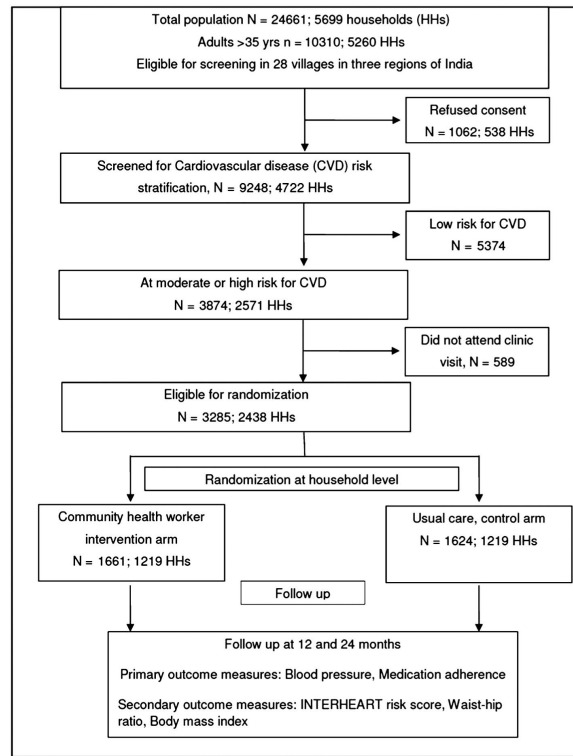 Total population N = 24661; 5699 households (HHs)
Adults >35 yrs n = 10310; 5260 HHs
Eligible for screening in 28 villages in three regions of India
Refused consent
N = 1062; 538 HHs
Screened for Cardiovascular disease (CVD) risk
stratification, N = 9248; 4722 HHs
Low risk for CVD
N = 5374
At moderate or high risk for CVD
N = 3874; 2571 HHs
Did not attend clinic
visit, N = 589
Eligible for randomization
N = 3285; 2438 HHs
Randomization at household level
Community health worker
intervention arm
N = 1661; 1219 HHs
Usual care, control arm
N = 1624; 1219 HHs
Follow up
Follow up at 12 and 24 months
Primary outcome measures: Blood pressure, Medication adherence
Secondary outcome measures: INTERHEART risk score, Waist-hip
ratio, Body mass index